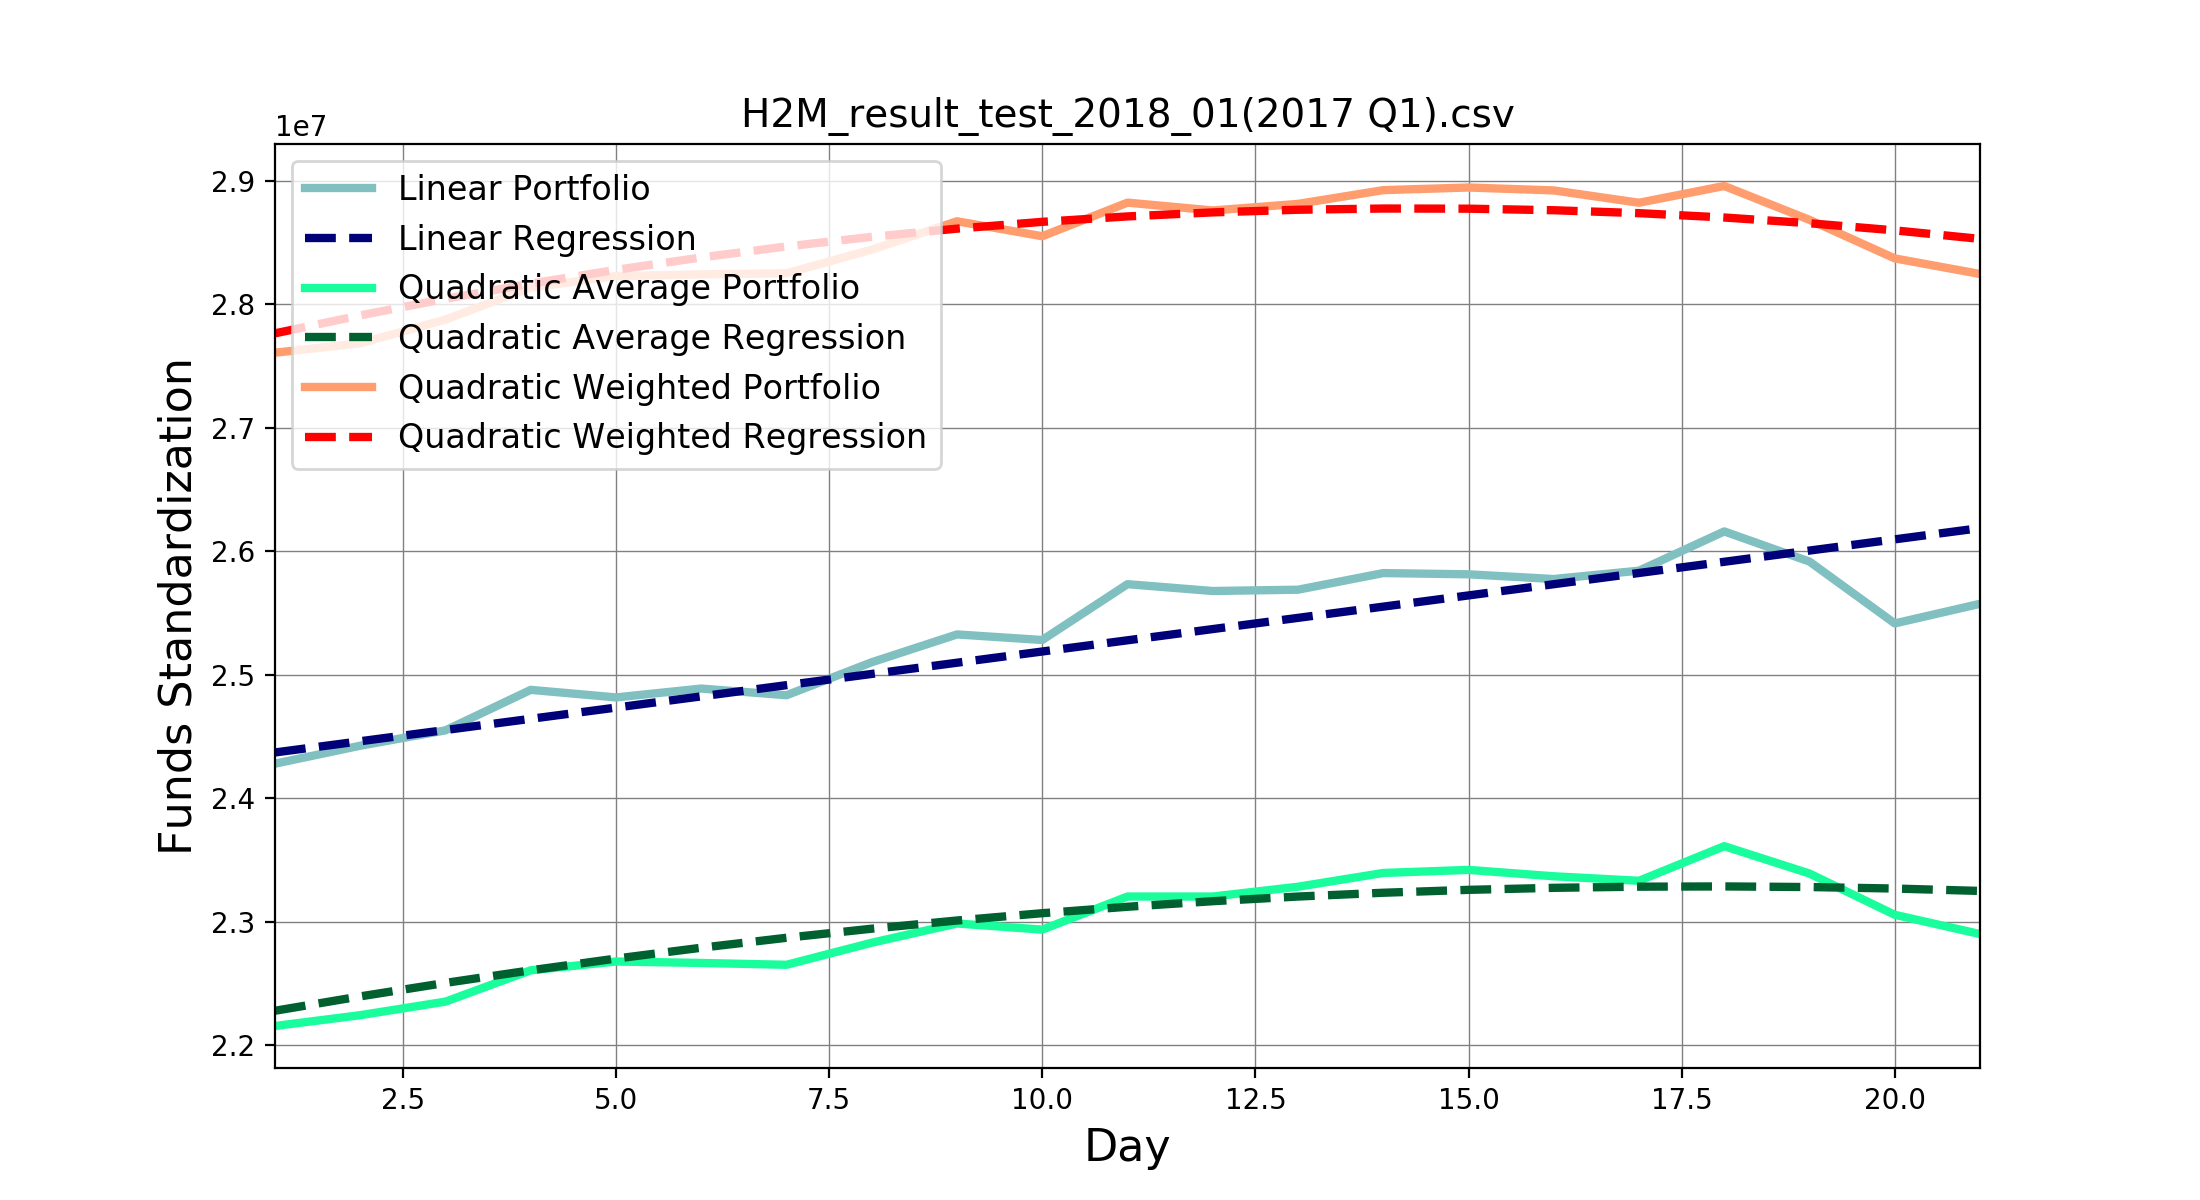 H2M_result_test_2018_01(2017 Q1).csv
1e7
2.9
2.8
2.7
2.6
2.5
2.4
2.3
2.2
Funds Standardization
Linear Portfolio
Linear Regression
Quadratic Average Portfolio
Quadratic Average Regression
Quadratic Weighted Portfolio
Quadratic Weighted Regression
2.5 5.0 7.5 10.0 12.5 15.0 17.5 20.0
Day